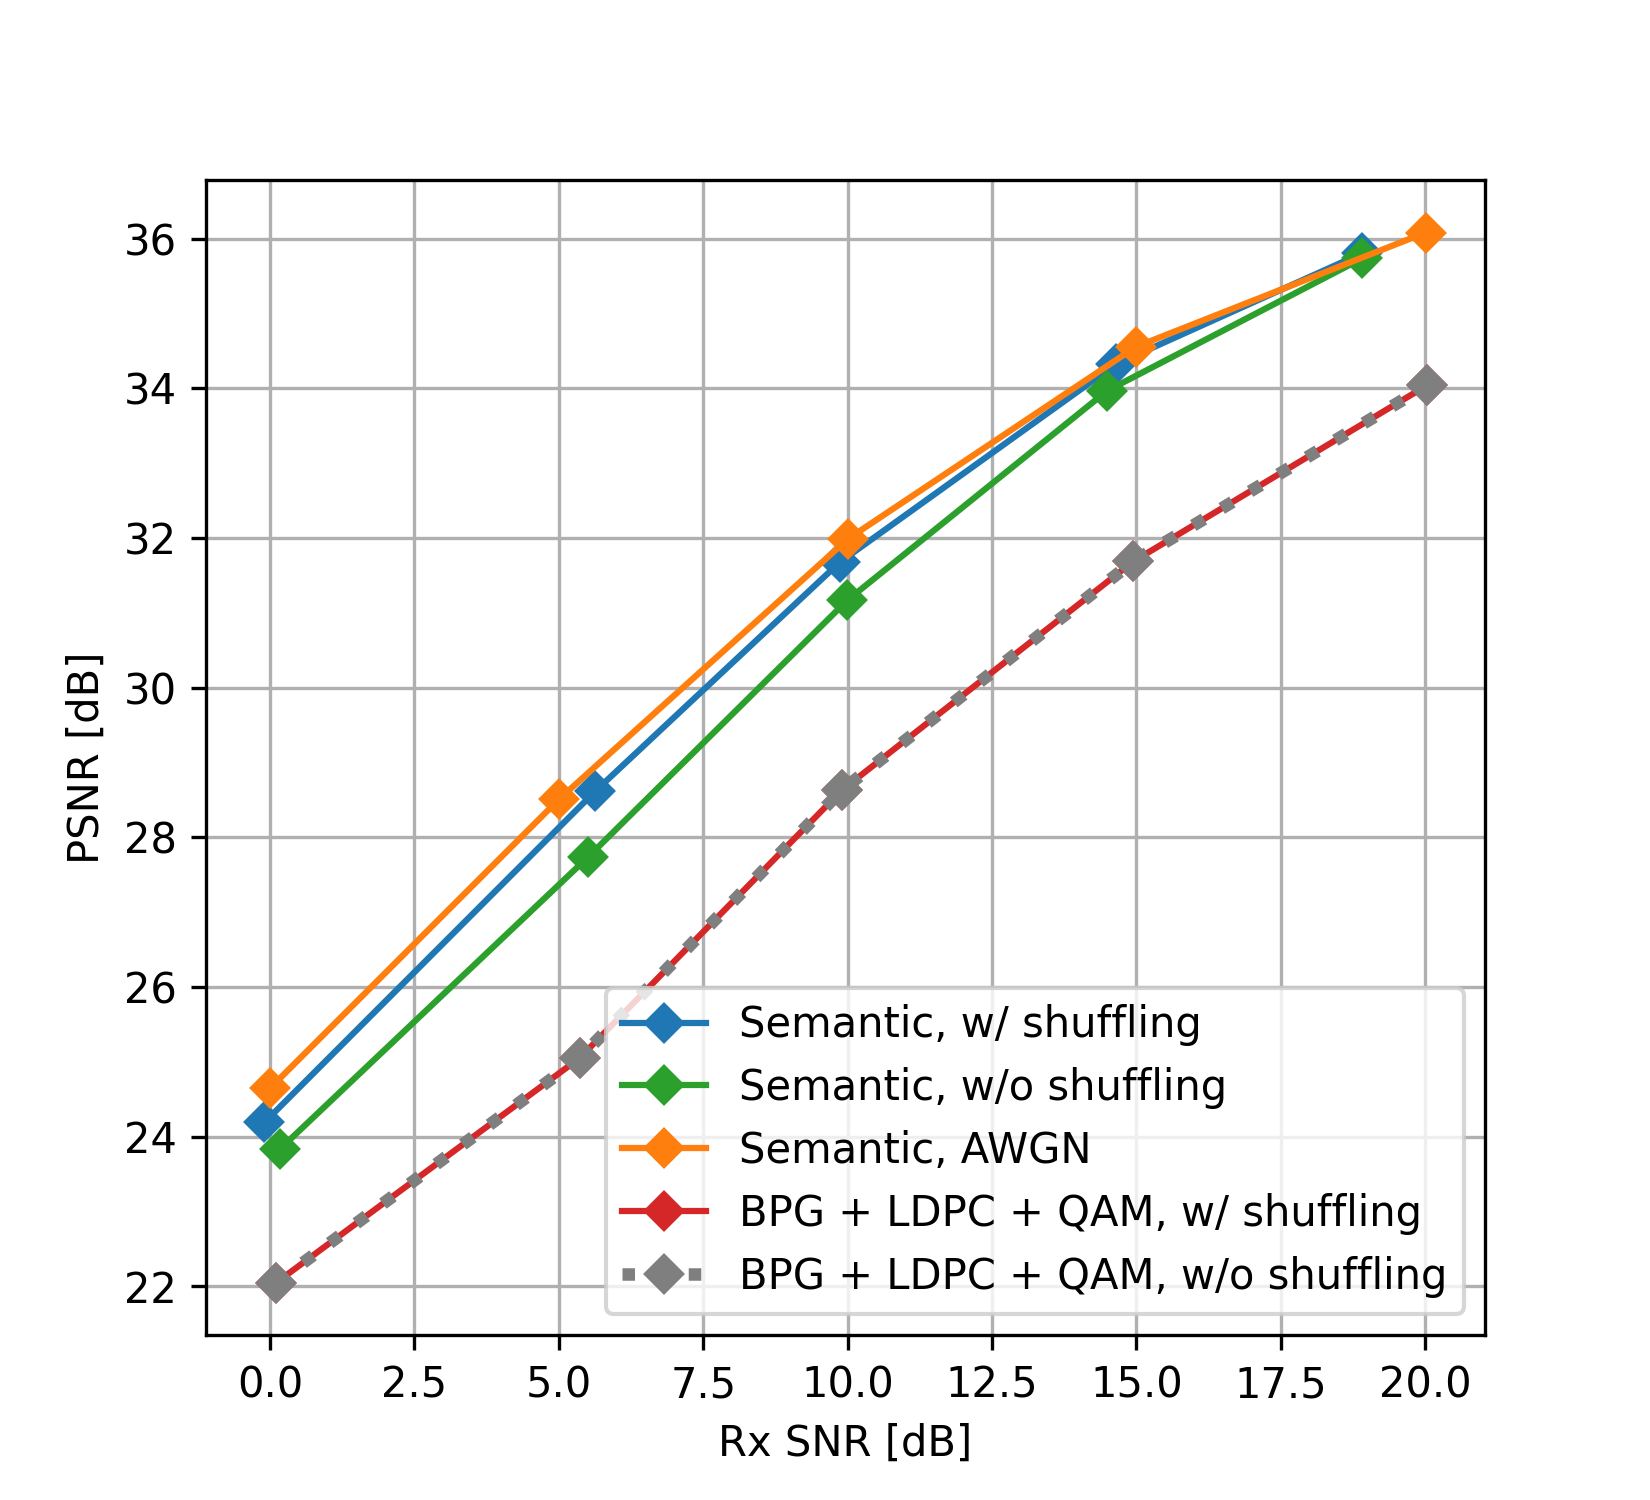 36
34
32
30
28
26
24
22
PSNR [dB]
Semantic, w/ shuffling
Semantic, w/o shuffling
Semantic, AWGN
BPG + LDPC + QAM, w/ shuffling
BPG + LDPC + QAM, w/o shuffling
0.0 2.5 5.0 7.5 10.0 12.5 15.0 17.5 20.0
Rx SNR [dB]